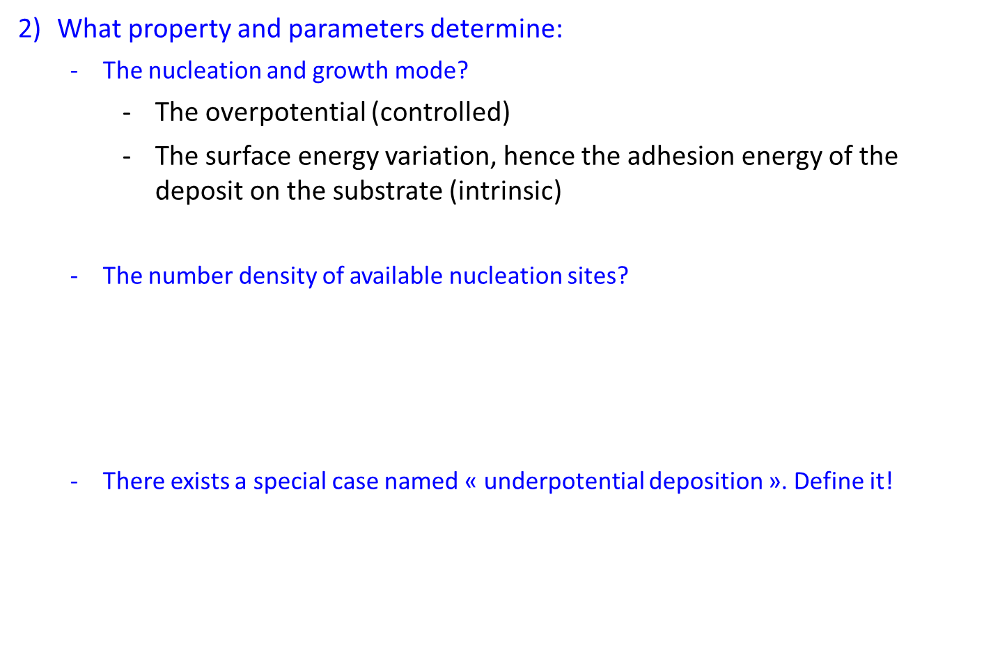 2) What property and parameters determine:
- The nucleation and growth mode?
- The overpotential (controlled)
- The surface energy variation, hence the adhesion energy of the
deposit on the substrate (intrinsic)
- The number density of available nucleation sites?
- There exists a special case named « underpotential deposition ». Define it!